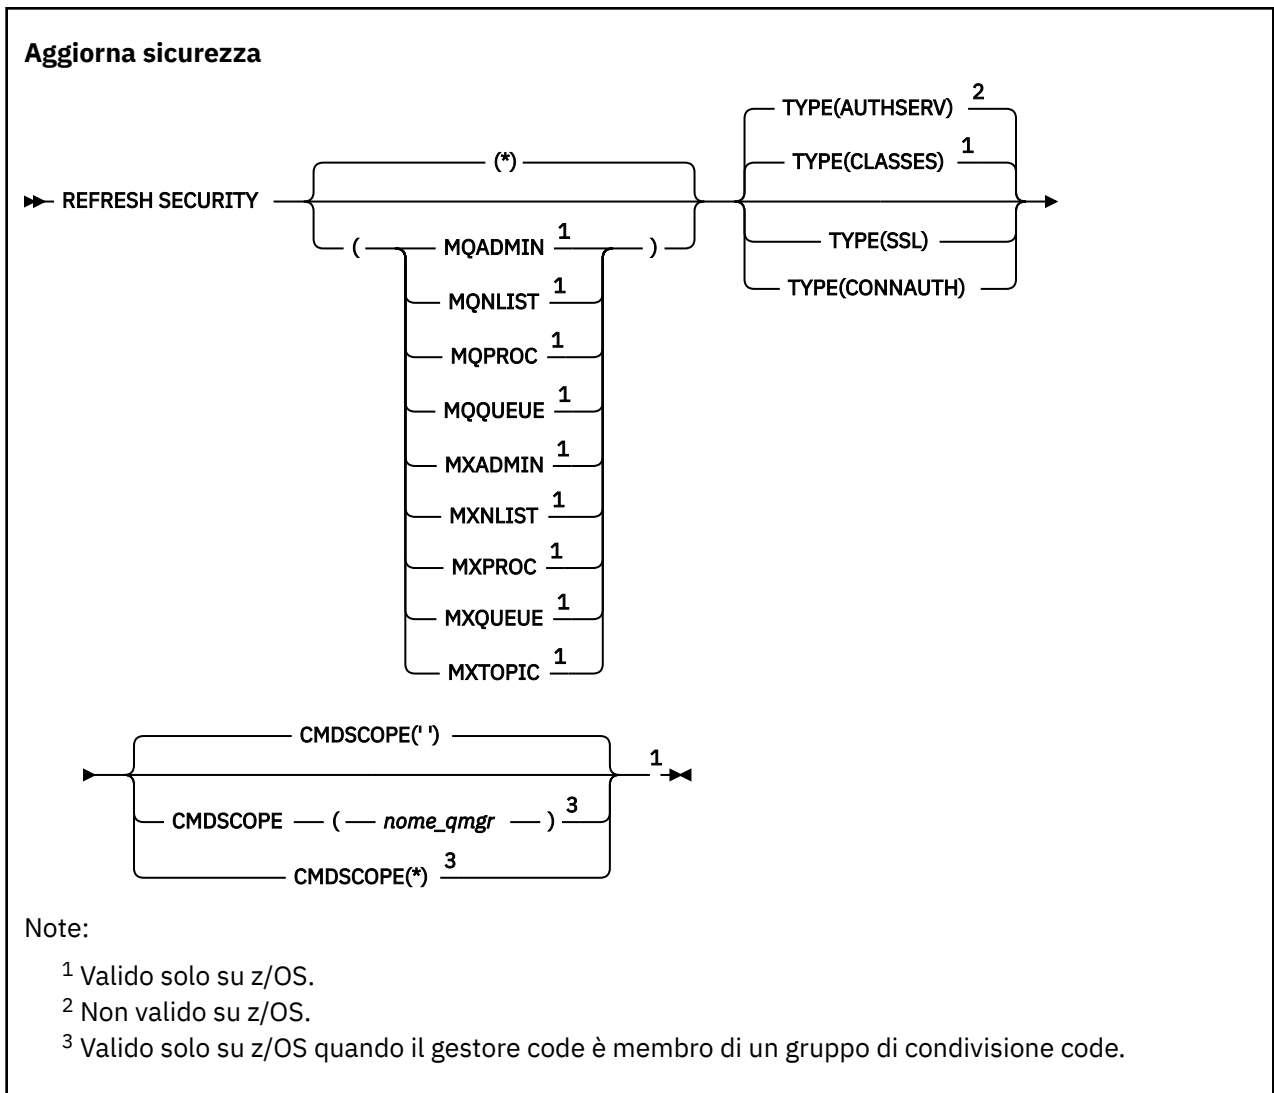 Aggiorna sicurezza
TYPE(AUTHSERV) 2
(*) TYPE(CLASSES) 1
REFRESH SECURITY
( MQADMIN 1 ) TYPE(SSL)
MQNLIST 1 TYPE(CONNAUTH)
MQPROC 1
MQQUEUE 1
MXADMIN 1
MXNLIST 1
MXPROC 1
MXQUEUE 1
MXTOPIC 1
CMDSCOPE(' ')
1
CMDSCOPE ( nome_qmgr ) 3
CMDSCOPE(*) 3
Note:
1 Valido solo su z/OS.
2 Non valido su z/OS.
3 Valido solo su z/OS quando il gestore code è membro di un gruppo di condivisione code.